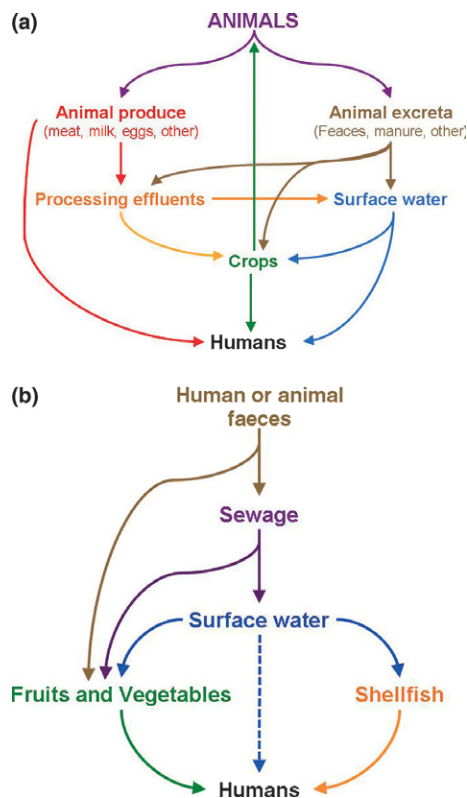 (a)
ANIMALS
Animal produce
(meat, milk, eggs, other)
Animal excreta
(Feaces, manure, other)
Processing effluents
Surface water
Crops
Humans
(b)
Human or animal
faeces
Sewage
Surface water
Fruits and Vegetables
Shellfish
Humans